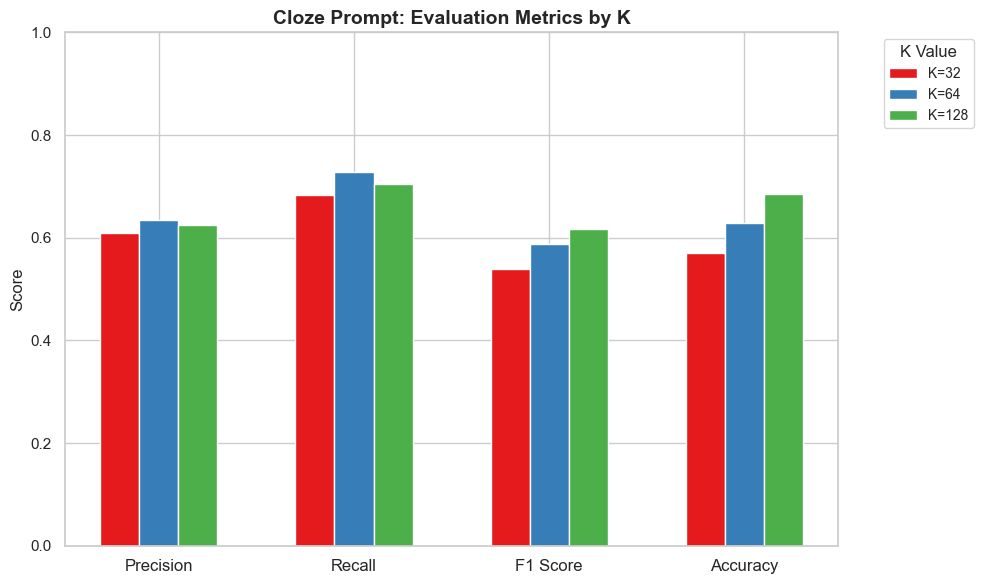 Cloze Prompt: Evaluation Metrics by K
K Value
K=32
K=64
K=128
Score
1.0
0.8
0.6
0.4
0.2
0.0
Precision
Recall
F1 Score
Accuracy